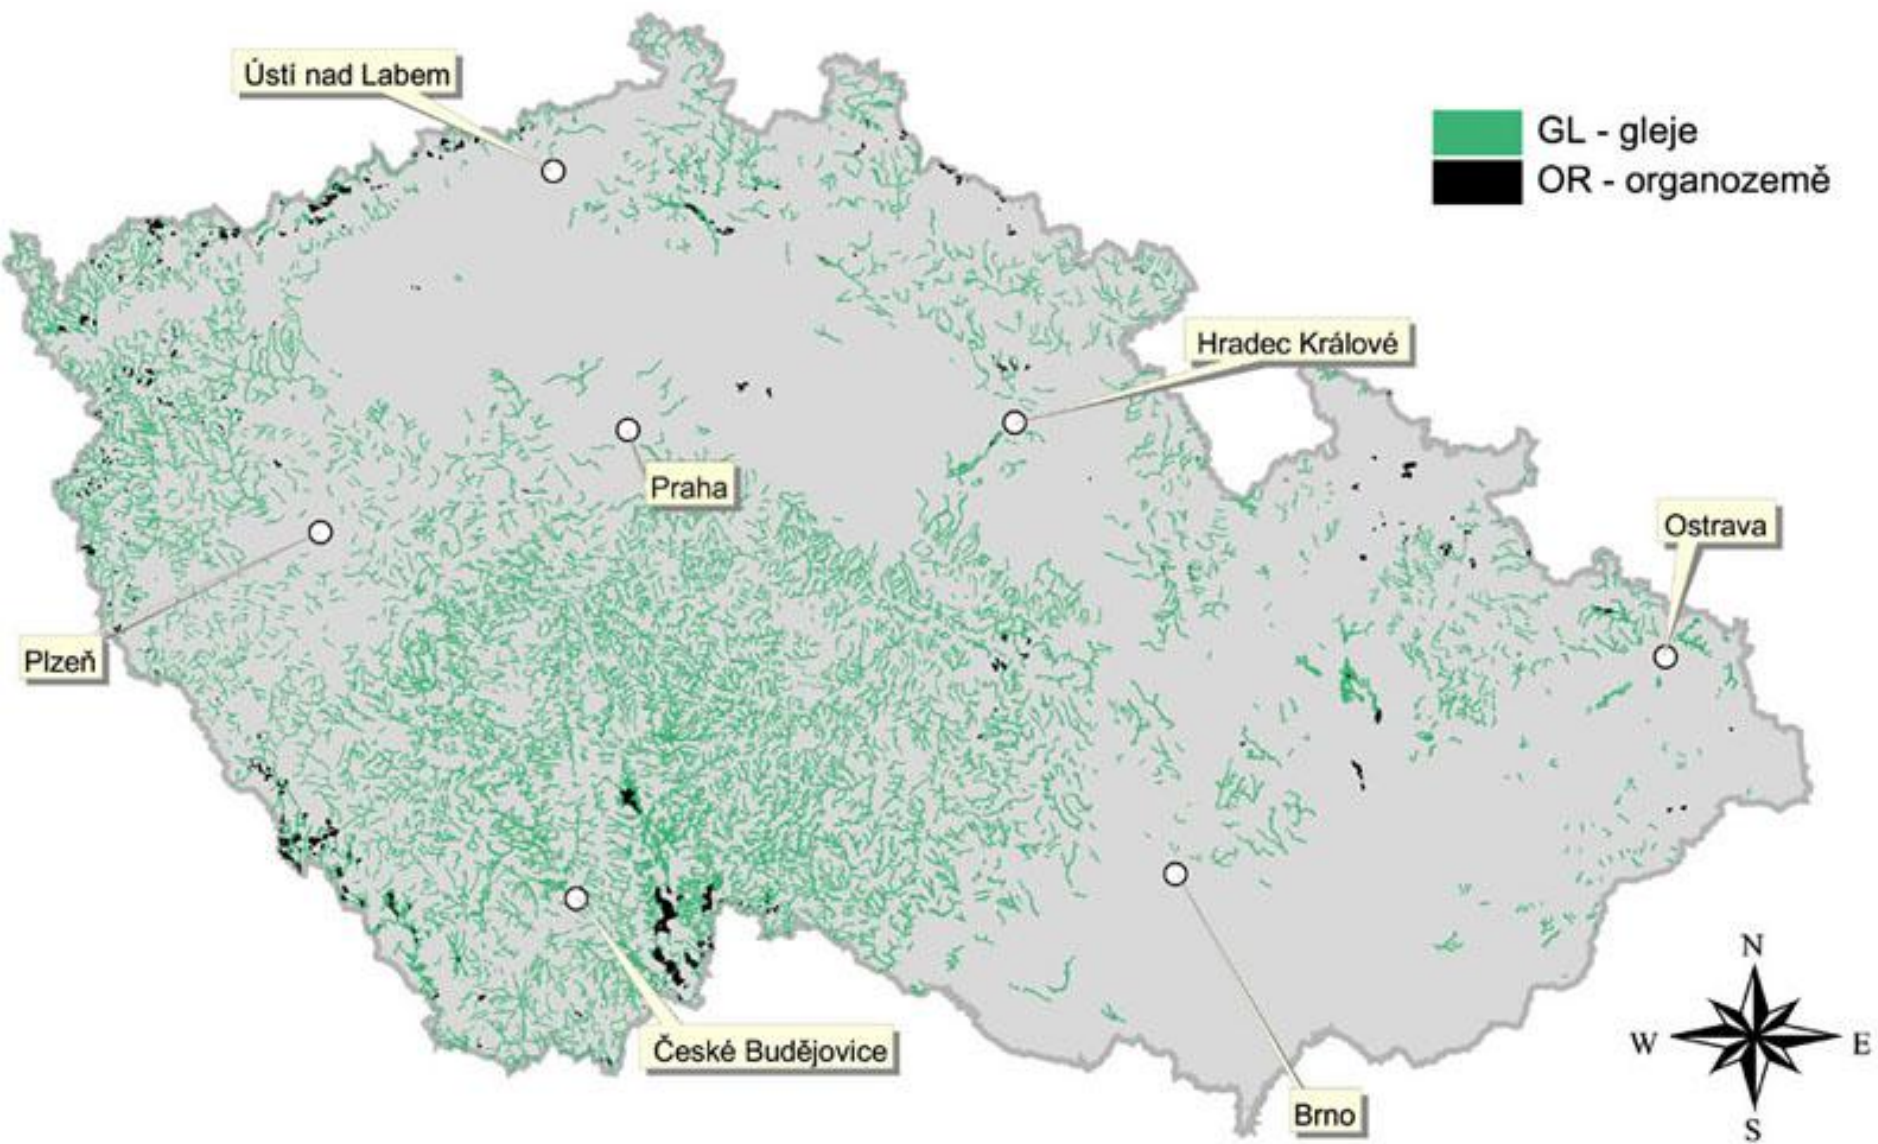 Ústí nad Labem
GL - gleje
OR - organozemě
Hradec Králové
Praha
Ostrava
Plzeň
České Budějovice
Brno
N
W
E
S